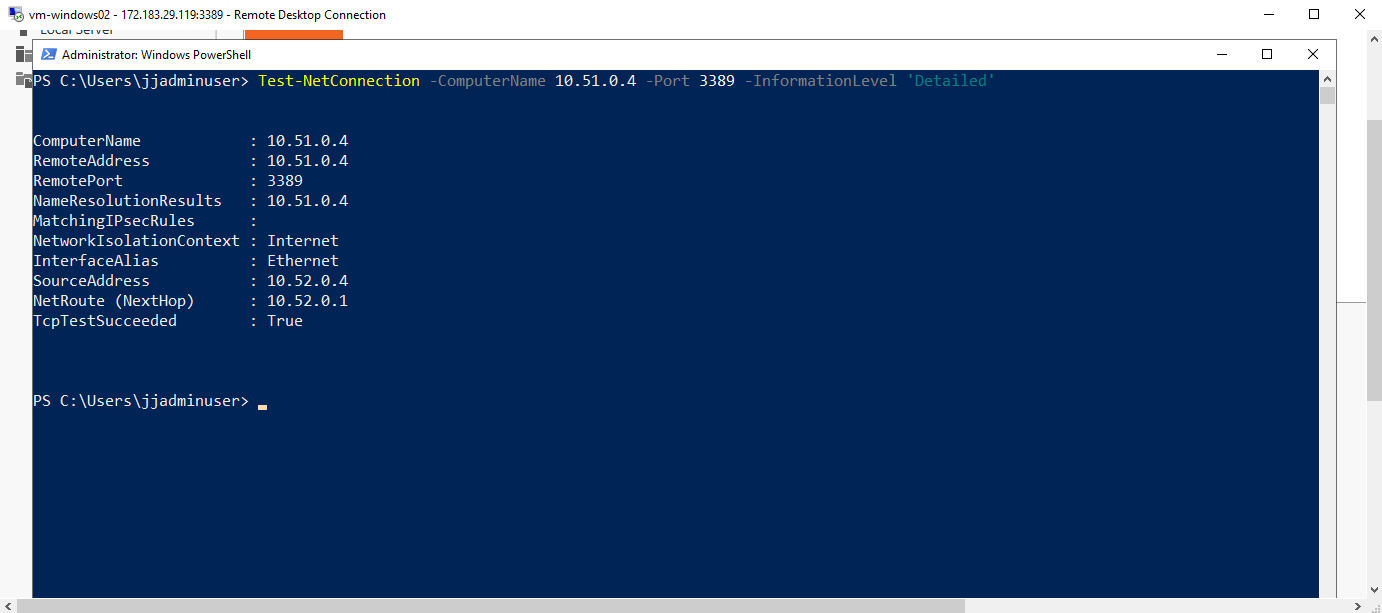 vm-windows02 - 172.183.29.119:3389 - Remote Desktop Connection
Local Server
Administrator: Windows PowerShell
PS C:\Users\jjadminuser> Test-NetConnection -ComputerName 10.51.0.4 -Port 3389 -InformationLevel 'Detailed'
ComputerName            : 10.51.0.4
RemoteAddress           : 10.51.0.4
RemotePort              : 3389
NameResolutionResults   : 10.51.0.4
MatchingIPsecRules      :
NetworkIsolationContext : Internet
InterfaceAlias          : Ethernet
SourceAddress           : 10.52.0.4
NetRoute (NextHop)      : 10.52.0.1
TcpTestSucceeded        : True
PS C:\Users\jjadminuser>